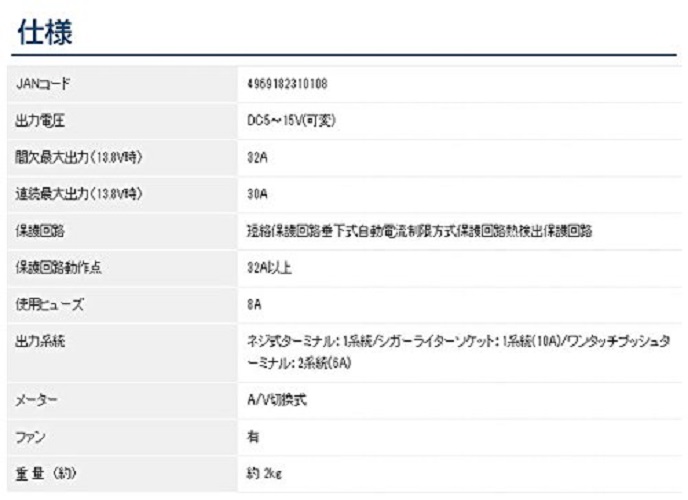 仕様
JANコード 4969182310108
出力電圧 DC5～15V(可変)
間欠最大出力(13.8V時) 32A
連続最大出力(13.8V時) 30A
保護回路 短絡保護回路垂下式自動電流制限方式保護回路熱検出保護回路
保護回路動作点 32A以上
使用ヒューズ 8A
出力系統 ネジ式ターミナル:1系統/シガーライターソケット:1系統(10A)/ワンタッチプッシュタ
ーミナル:2系統(5A)
メーター A/V切換式
ファン 有
重量(約) 約 2kg